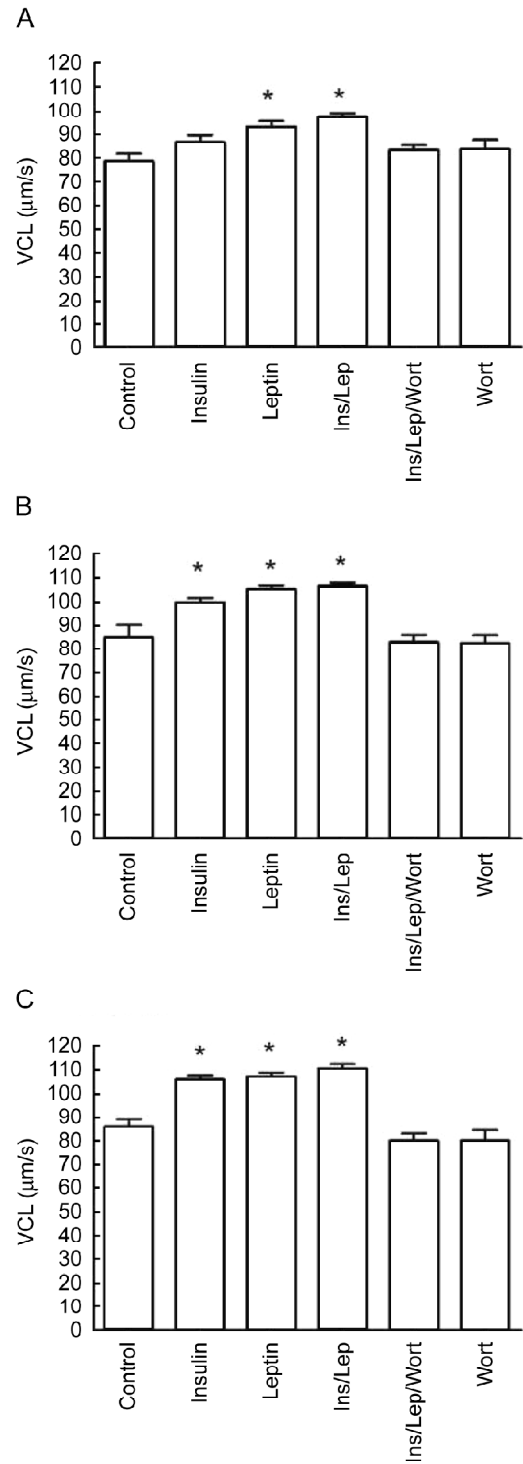 A
120
110
100
90
80
70
60
50
40
30
20
10
0
VCL (μm/s)
*
*
Control
Insulin
Leptin
Ins/Lep
Ins/Lep/Wort
Wort
B
120
110
100
90
80
70
60
50
40
30
20
10
0
VCL (μm/s)
*
*
*
Control
Insulin
Leptin
Ins/Lep
Ins/Lep/Wort
Wort
C
120
110
100
90
80
70
60
50
40
30
20
10
0
VCL (μm/s)
*
*
*
Control
Insulin
Leptin
Ins/Lep
Ins/Lep/Wort
Wort